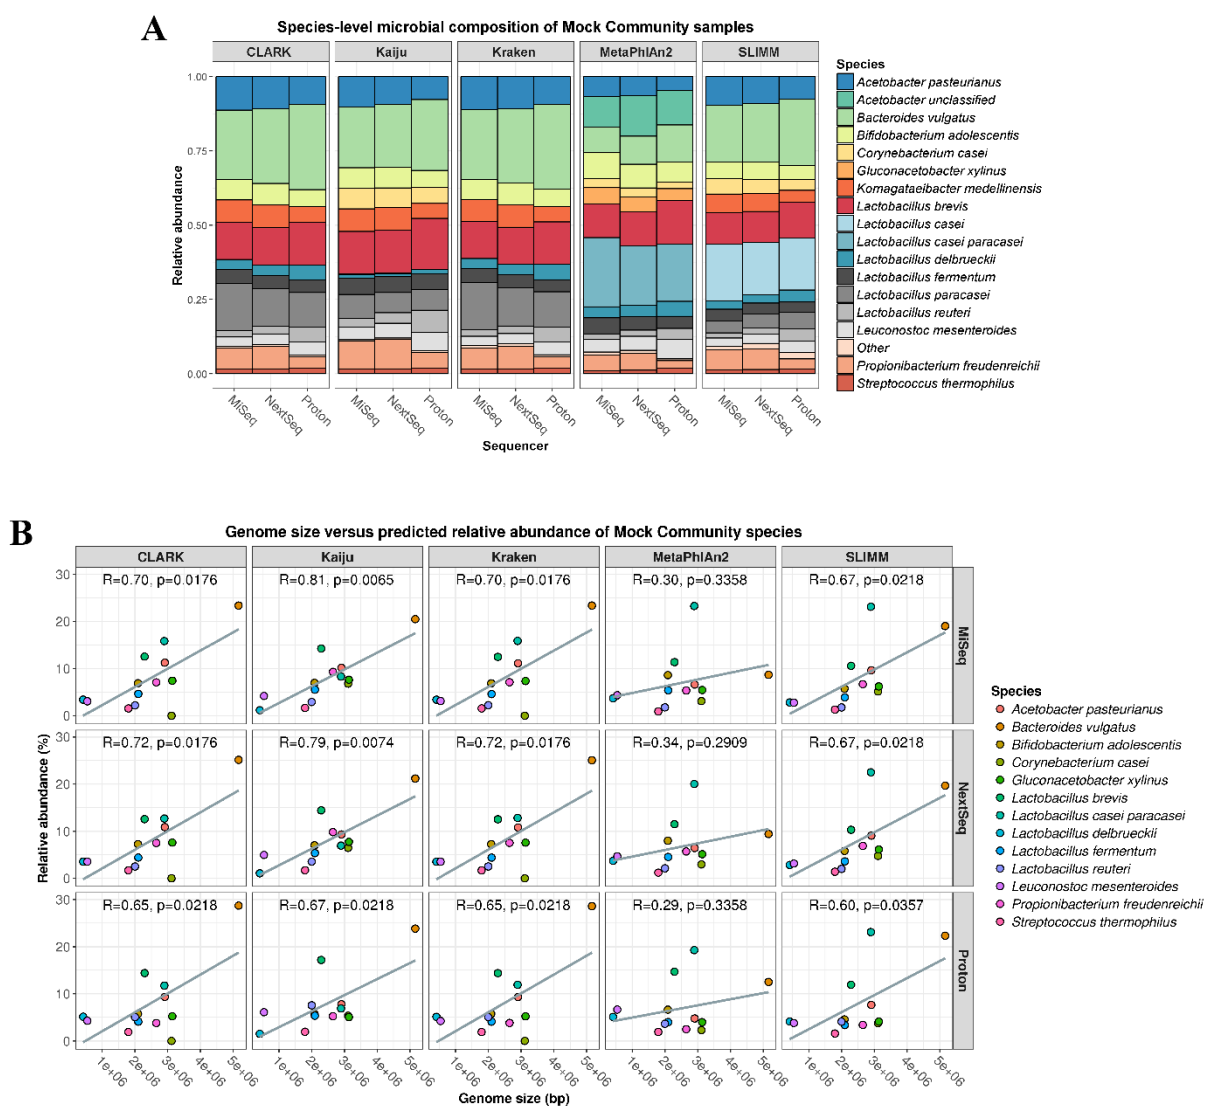 A
Species-level microbial composition of Mock Community samples
CLARK Kaiju Kraken MetaPhlAn2 SLIMM
Relative abundance
1.00
0.75
0.50
0.25
0.00
MiSeq NextSeq Proton MiSeq NextSeq Proton MiSeq NextSeq Proton MiSeq NextSeq Proton MiSeq NextSeq Proton
Sequencer
Species
Acetobacter pasteurianus
Acetobacter unclassified
Bacteroides vulgatus
Bifidobacterium adolescentis
Corynebacterium casei
Gluconacetobacter xylinus
Komagataeibacter medellinensis
Lactobacillus brevis
Lactobacillus casei
Lactobacillus casei paracasei
Lactobacillus delbrueckii
Lactobacillus fermentum
Lactobacillus paracasei
Lactobacillus reuteri
Leuconostoc mesenteroides
Other
Propionibacterium freudenreichii
Streptococcus thermophilus
B
Genome size versus predicted relative abundance of Mock Community species
CLARK Kaiju Kraken MetaPhlAn2 SLIMM
Relative abundance (%)
30
20
10
0
R=0.70, p=0.0176 R=0.81, p=0.0065 R=0.70, p=0.0176 R=0.30, p=0.3358 R=0.67, p=0.0218
MiSeq
30
20
10
0
R=0.72, p=0.0176 R=0.79, p=0.0074 R=0.72, p=0.0176 R=0.34, p=0.2909 R=0.67, p=0.0218
NextSeq
30
20
10
0
R=0.65, p=0.0218 R=0.67, p=0.0218 R=0.65, p=0.0218 R=0.29, p=0.3358 R=0.60, p=0.0357
Proton
1e+06 2e+06 3e+06 4e+06 5e+06 1e+06 2e+06 3e+06 4e+06 5e+06 1e+06 2e+06 3e+06 4e+06 5e+06 1e+06 2e+06 3e+06 4e+06 5e+06 1e+06 2e+06 3e+06 4e+06 5e+06
Genome size (bp)
Species
Acetobacter pasteurianus
Bacteroides vulgatus
Bifidobacterium adolescentis
Corynebacterium casei
Gluconacetobacter xylinus
Lactobacillus brevis
Lactobacillus casei paracasei
Lactobacillus delbrueckii
Lactobacillus fermentum
Lactobacillus reuteri
Leuconostoc mesenteroides
Propionibacterium freudenreichii
Streptococcus thermophilus